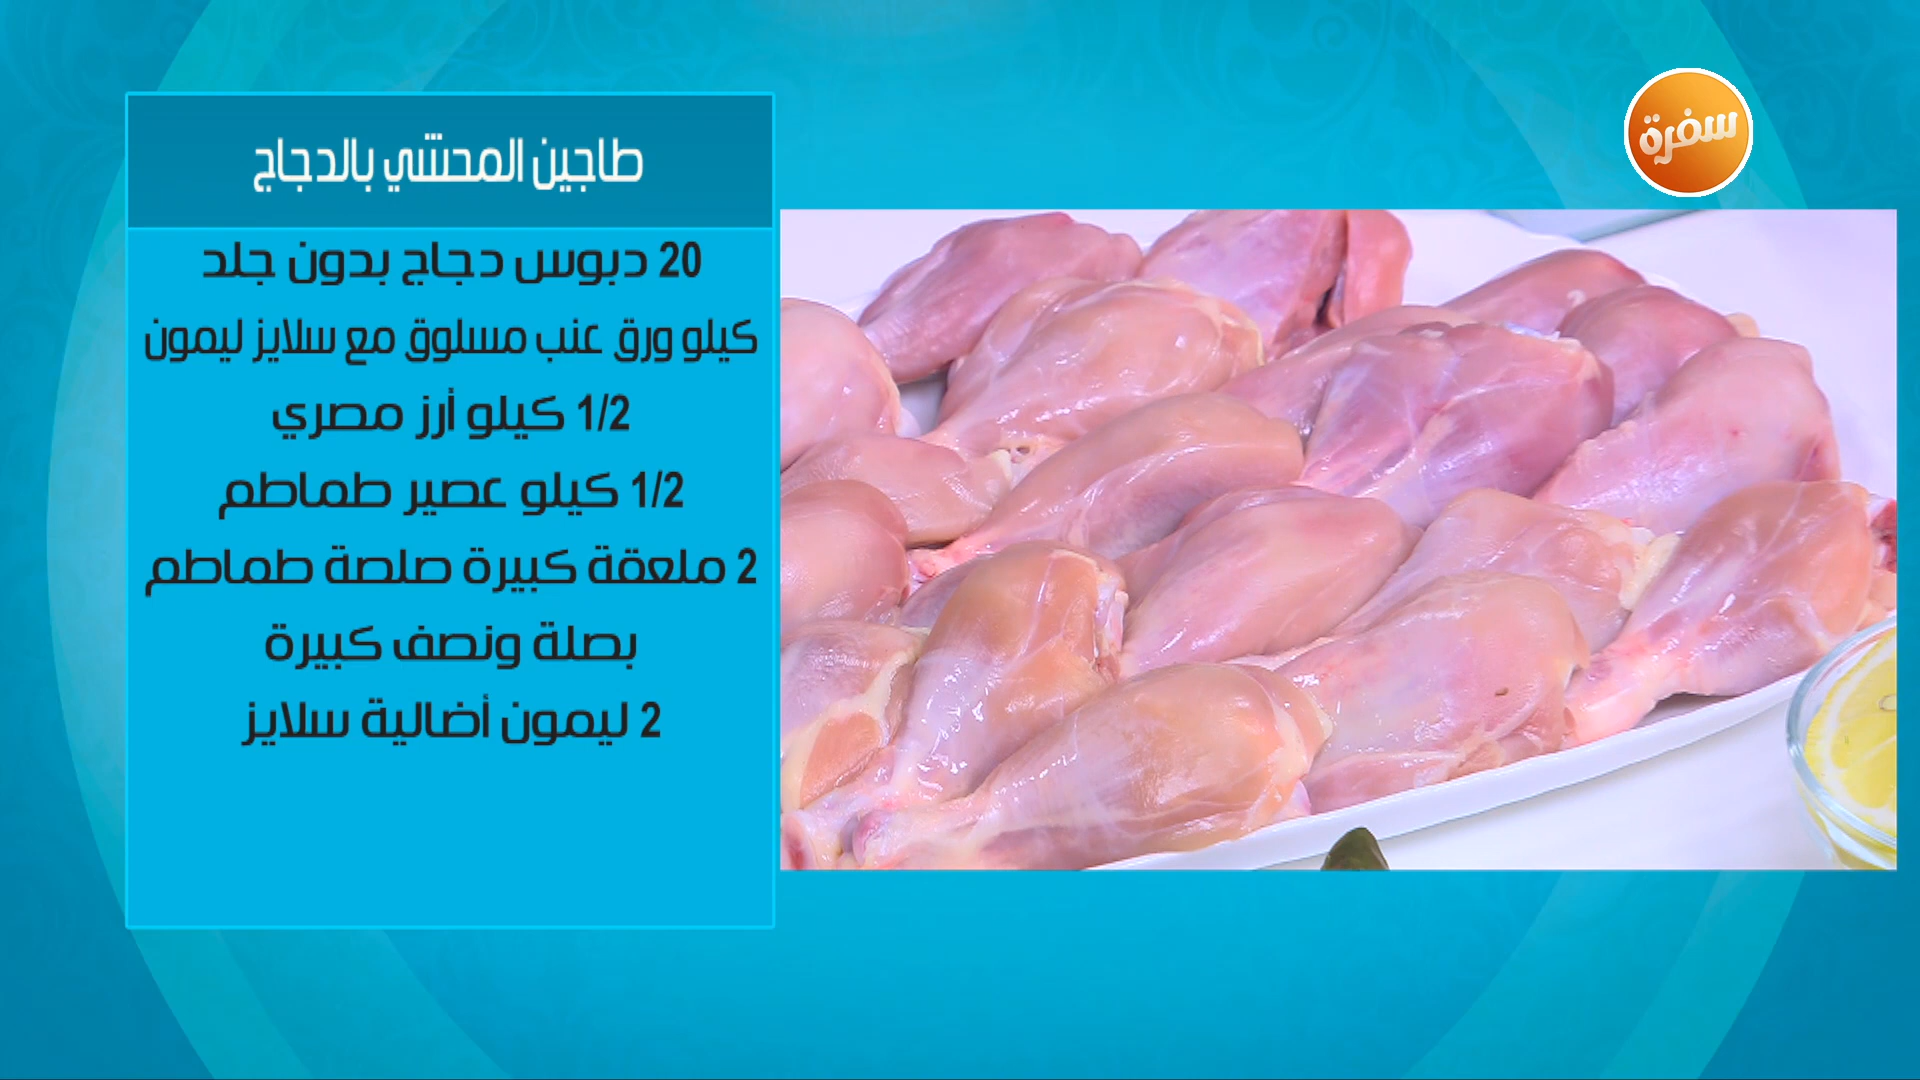 سفرة
طاجين المحشي بالدجاج
20 دبوس دجاج بدون جلد
كيلو ورق عنب مسلوق مع سلايز ليمون
1/2 كيلو أرز مصري
1/2 كيلو عصير طماطم
2 ملعقة كبيرة صلصة طماطم
بصلة ونصف كبيرة
2 ليمون أضالية سلايز